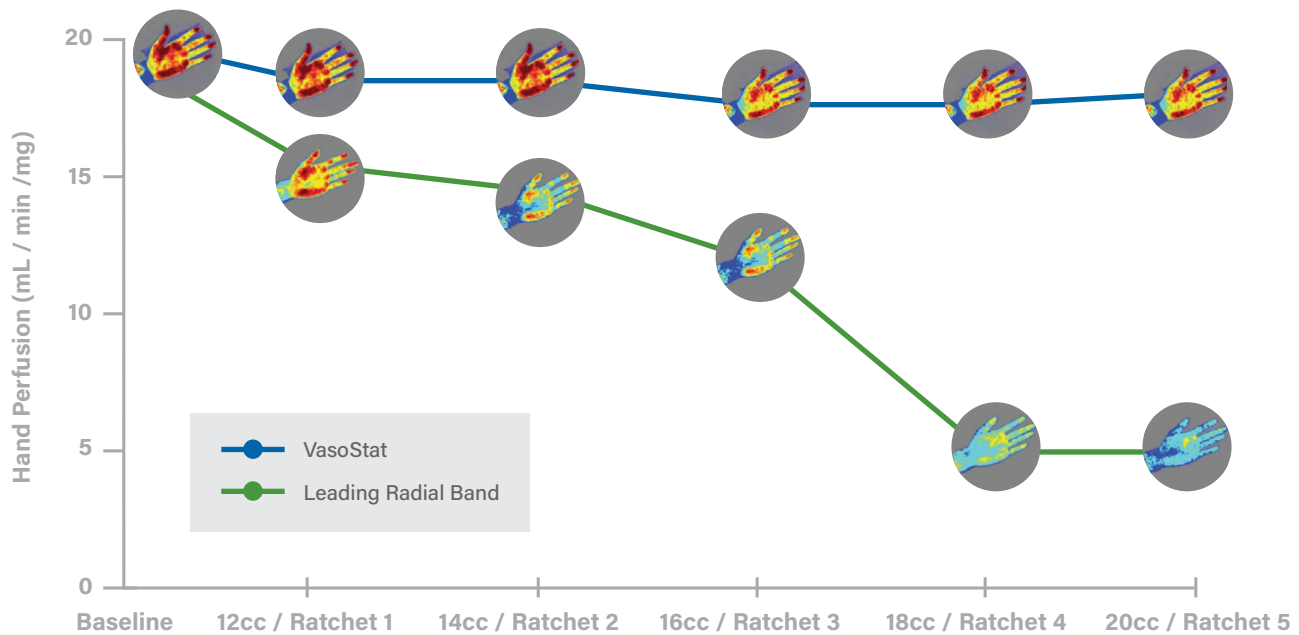 Hand Perfusion (mL / min /mg)
20
15
10
5
0
VasoStat
Leading Radial Band
Baseline
12cc / Ratchet 1
14cc / Ratchet 2
16cc / Ratchet 3
18cc / Ratchet 4
20cc / Ratchet 5